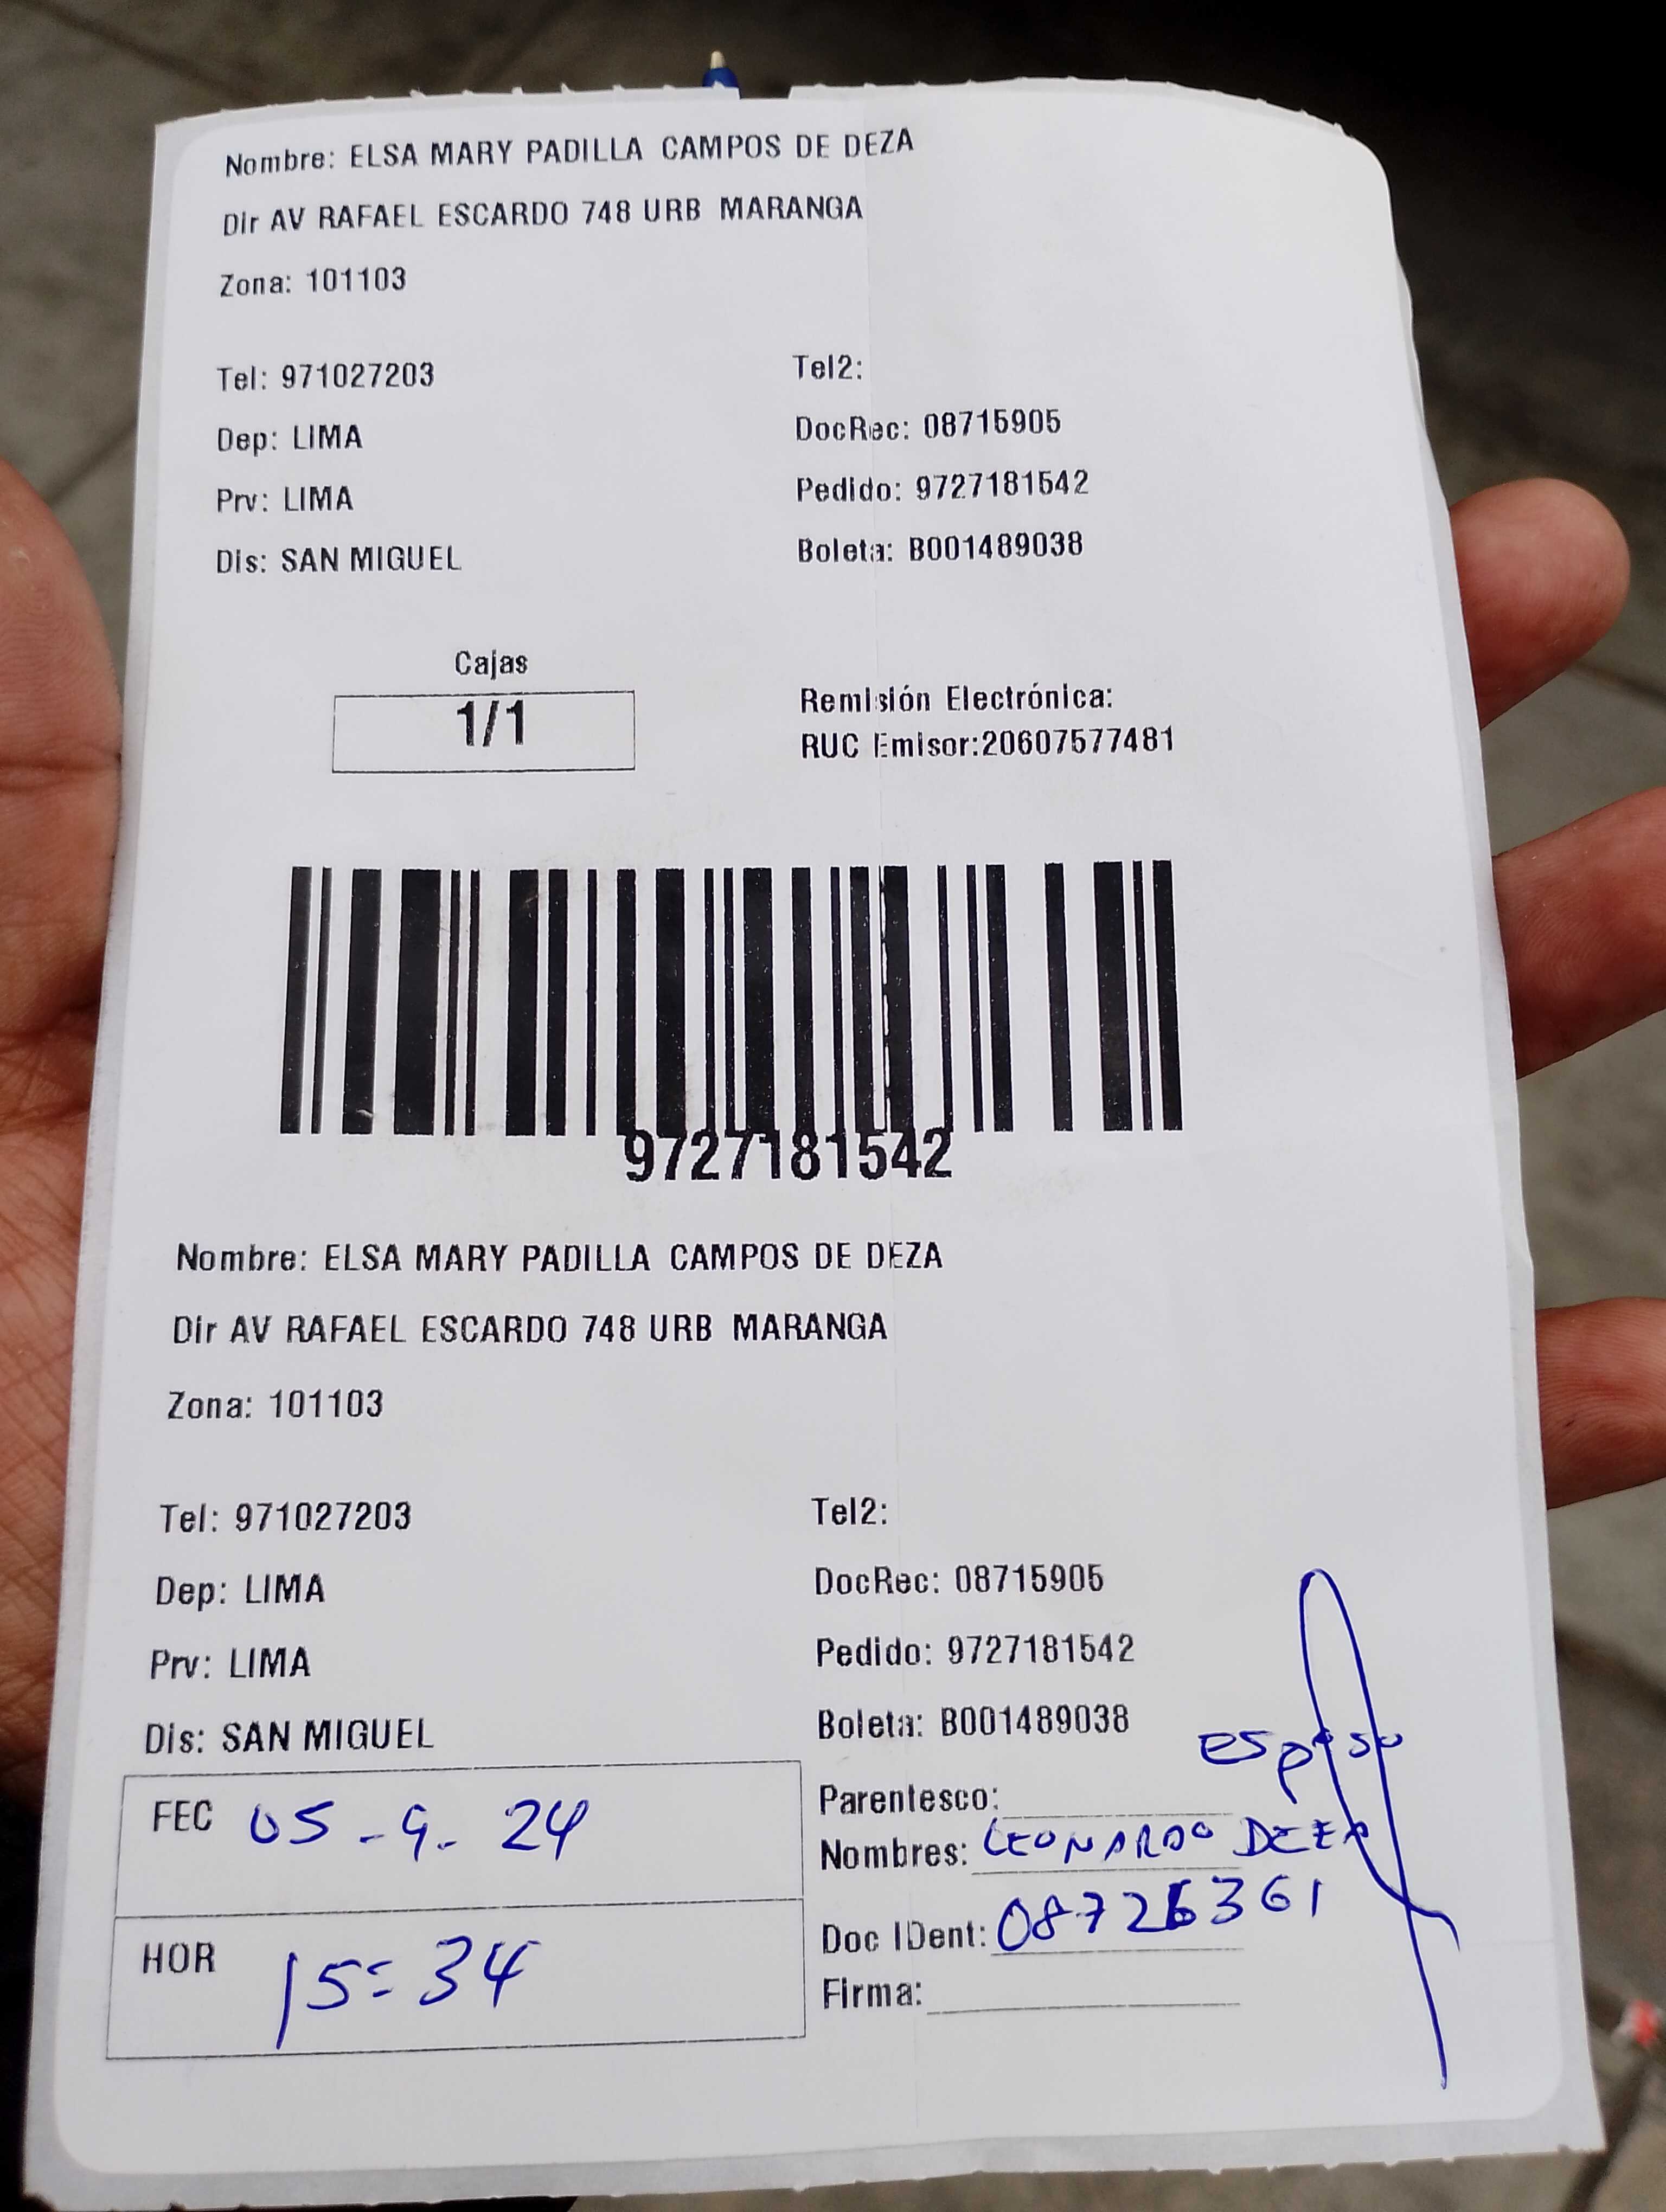 Nombre: ELSA MARY PADILLA CAMPOS DE DEZA
Dir AV RAFAEL ESCARDO 748 URB MARANGA
Zona: 101103
Tel: 971027203 Tel2:
Dep: LIMA DocRec: 08715905
Prv: LIMA Pedido: 9727181542
Dis: SAN MIGUEL Boleta: B001489038
Cajas
1/1
Remisión Electrónica:
RUC Emisor:20607577481
9727181542
Nombre: ELSA MARY PADILLA CAMPOS DE DEZA
Dir AV RAFAEL ESCARDO 748 URB MARANGA
Zona: 101103
Tel: 971027203 Tel2:
Dep: LIMA DocRec: 08715905
Prv: LIMA Pedido: 9727181542
Dis: SAN MIGUEL Boleta: B001489038
FEC 05-9-24
HOR 15:34
Parentesco: esposo
Nombres: LEONARDO DEZA
Doc IDent: 08726361
Firma: